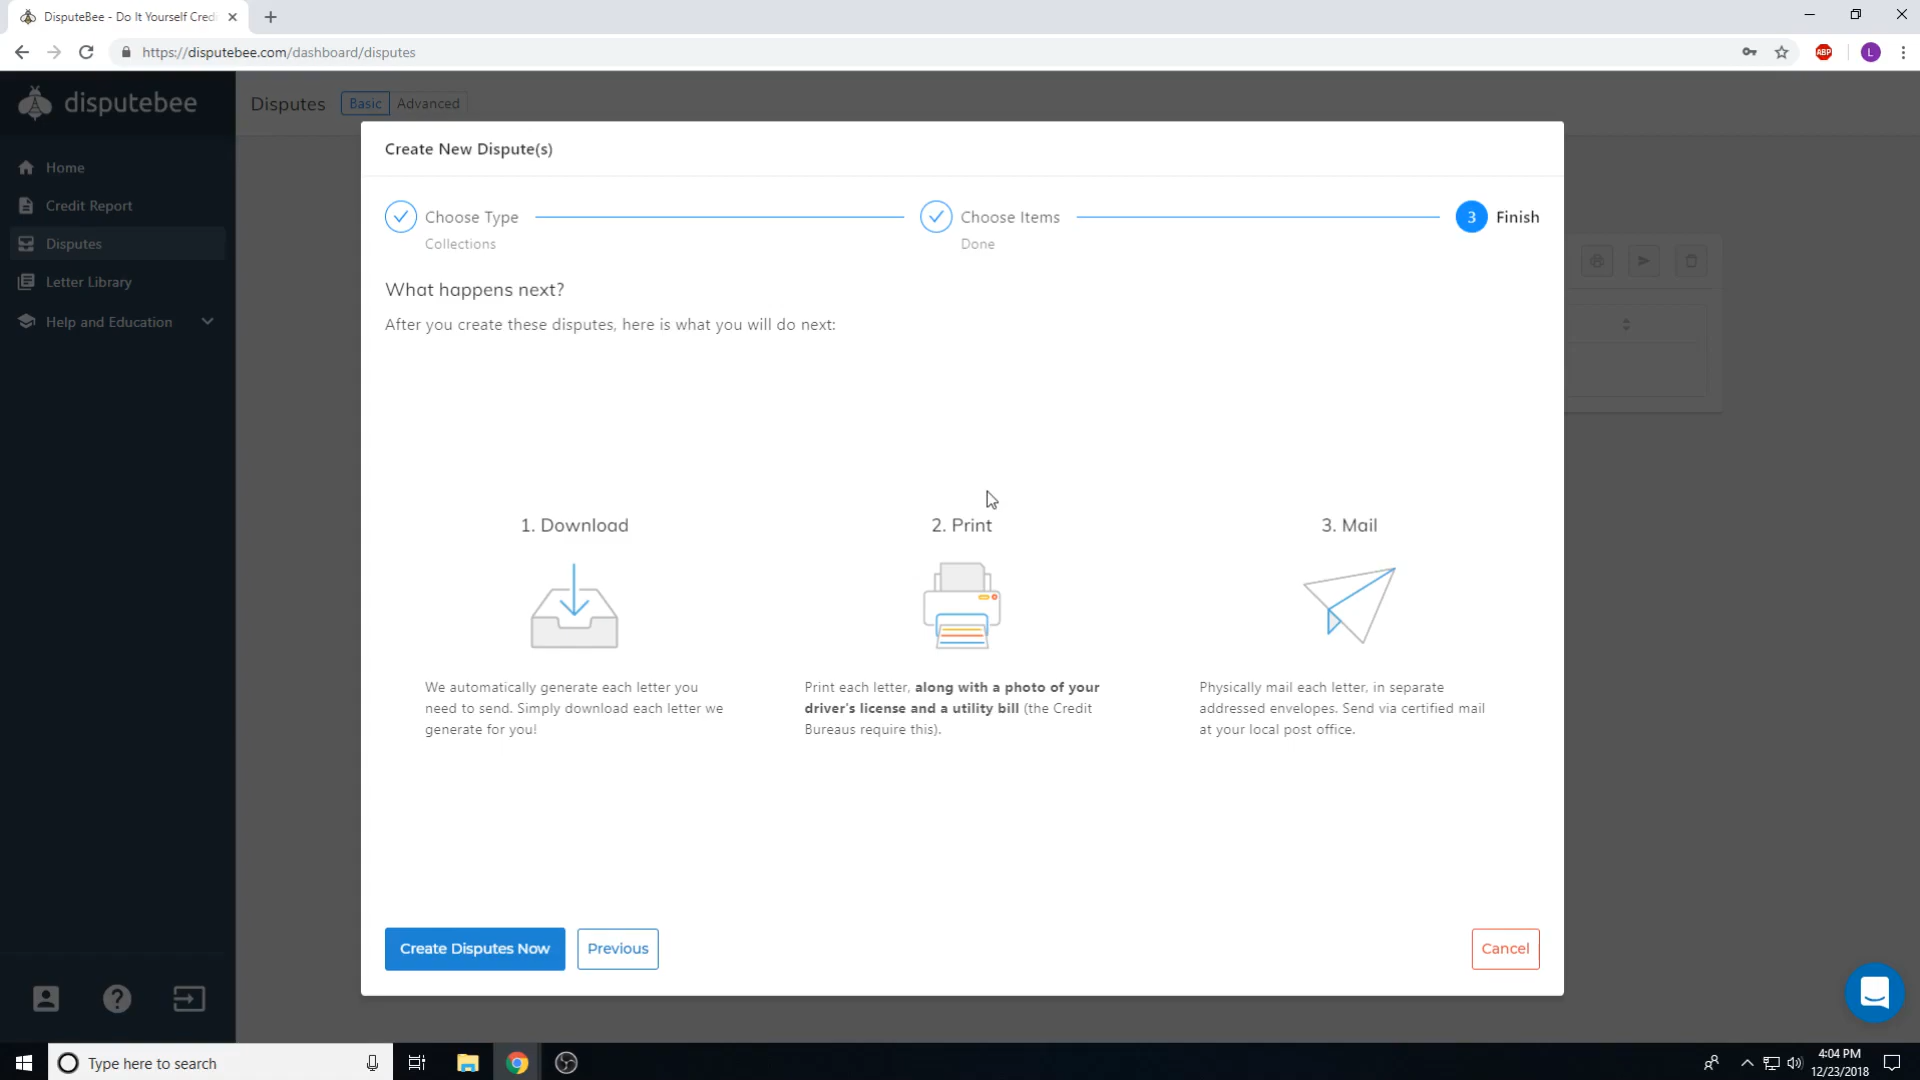 DisputeBee - Do It Yourself Cred
https://disputebee.com/dashboard/disputes
ABP
L
disputebee
Disputes Basic Advanced
Home
Credit Report
Disputes
Letter Library
Help and Education
Create New Dispute(s)
Choose Type
Collections
Choose Items
Done
3 Finish
What happens next?
After you create these disputes, here is what you will do next:
1. Download
We automatically generate each letter you
need to send. Simply download each letter we
generate for you!
2. Print
Print each letter, along with a photo of your
driver's license and a utility bill (the Credit
Bureaus require this).
3. Mail
Physically mail each letter, in separate
addressed envelopes. Send via certified mail
at your local post office.
Create Disputes Now Previous Cancel
Type here to search
4:04 PM
12/23/2018